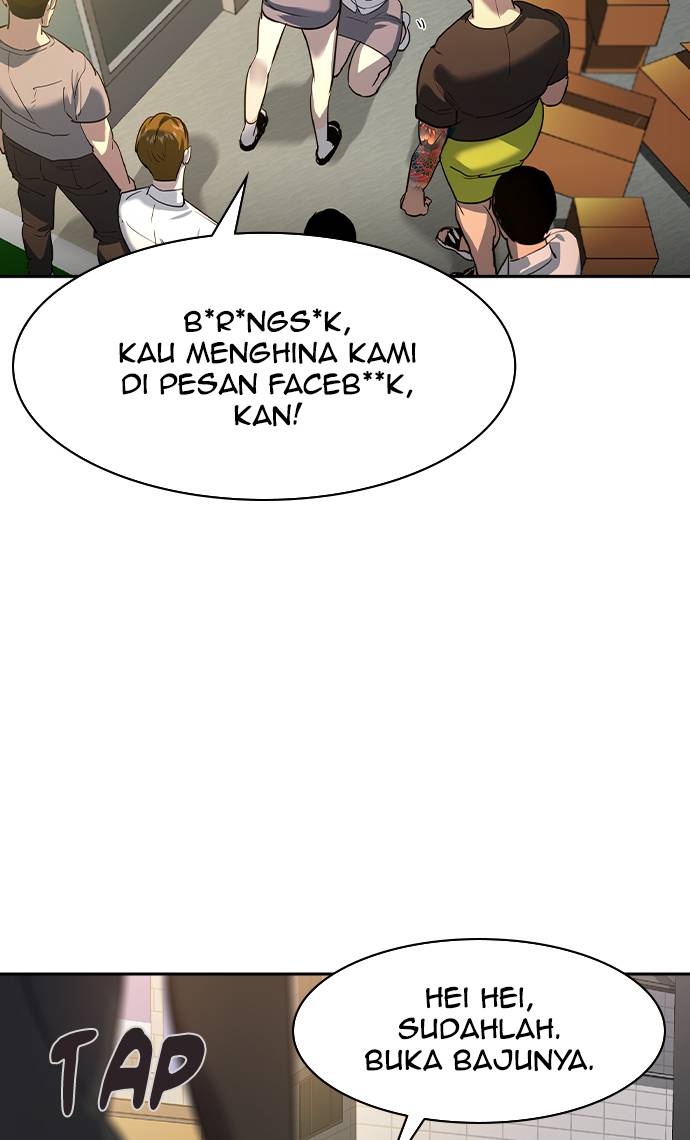 B*R*NGS*K,
KAU MENGHINA KAMI
DI PESAN FACEB**K,
KAN!
HEI HEI,
SUDAHLAH.
BUKA BAJUNYA.
TAP